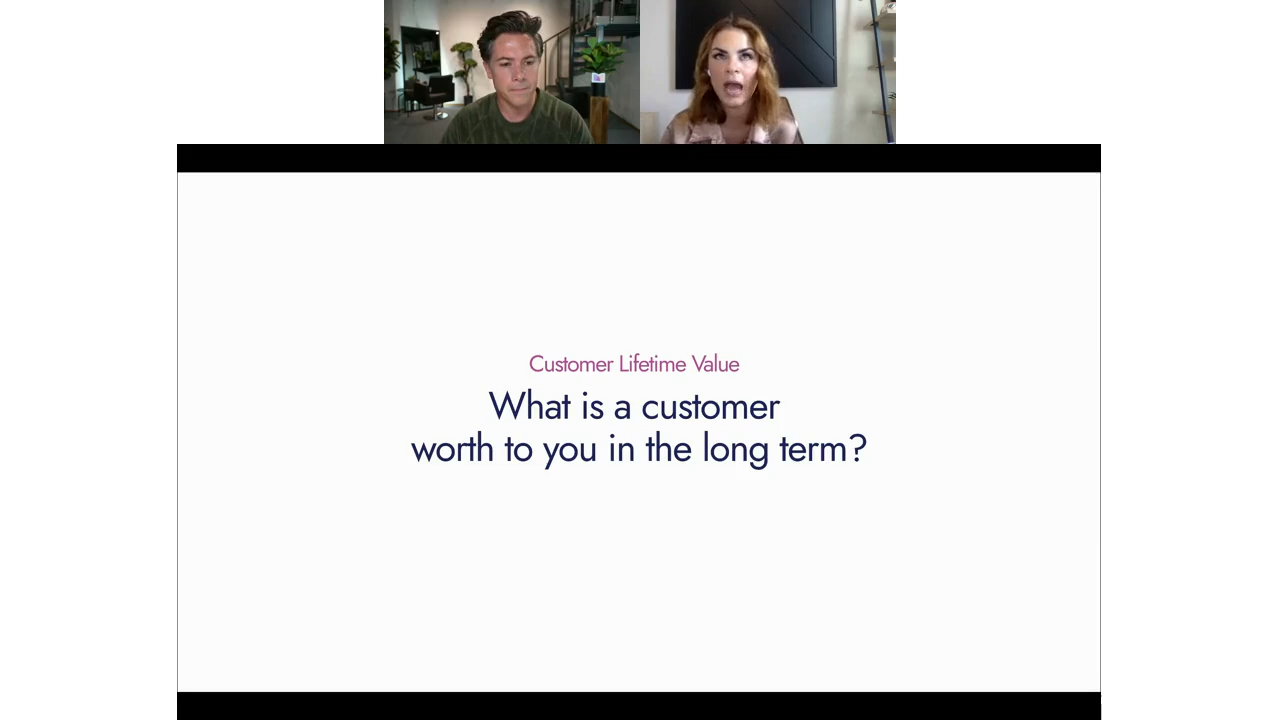 Customer Lifetime Value
What is a customer
worth to you in the long term?